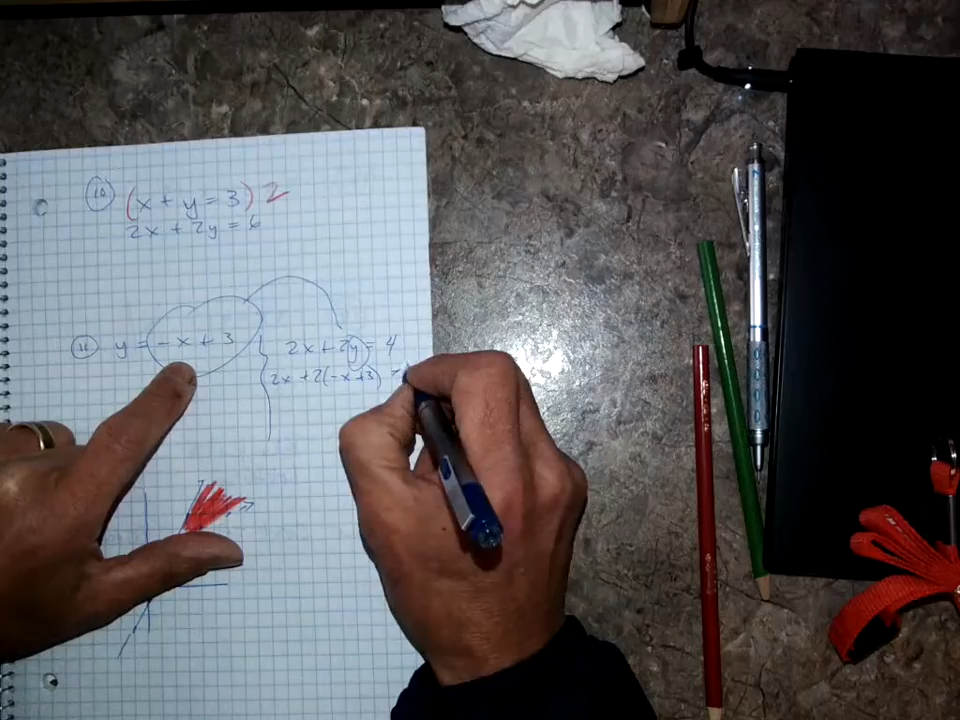 (10) (x + y = 3) 2
2x + 2y = 6
(11) y = -x + 3
2x + 2y = 4
2x + 2(-x+3) =